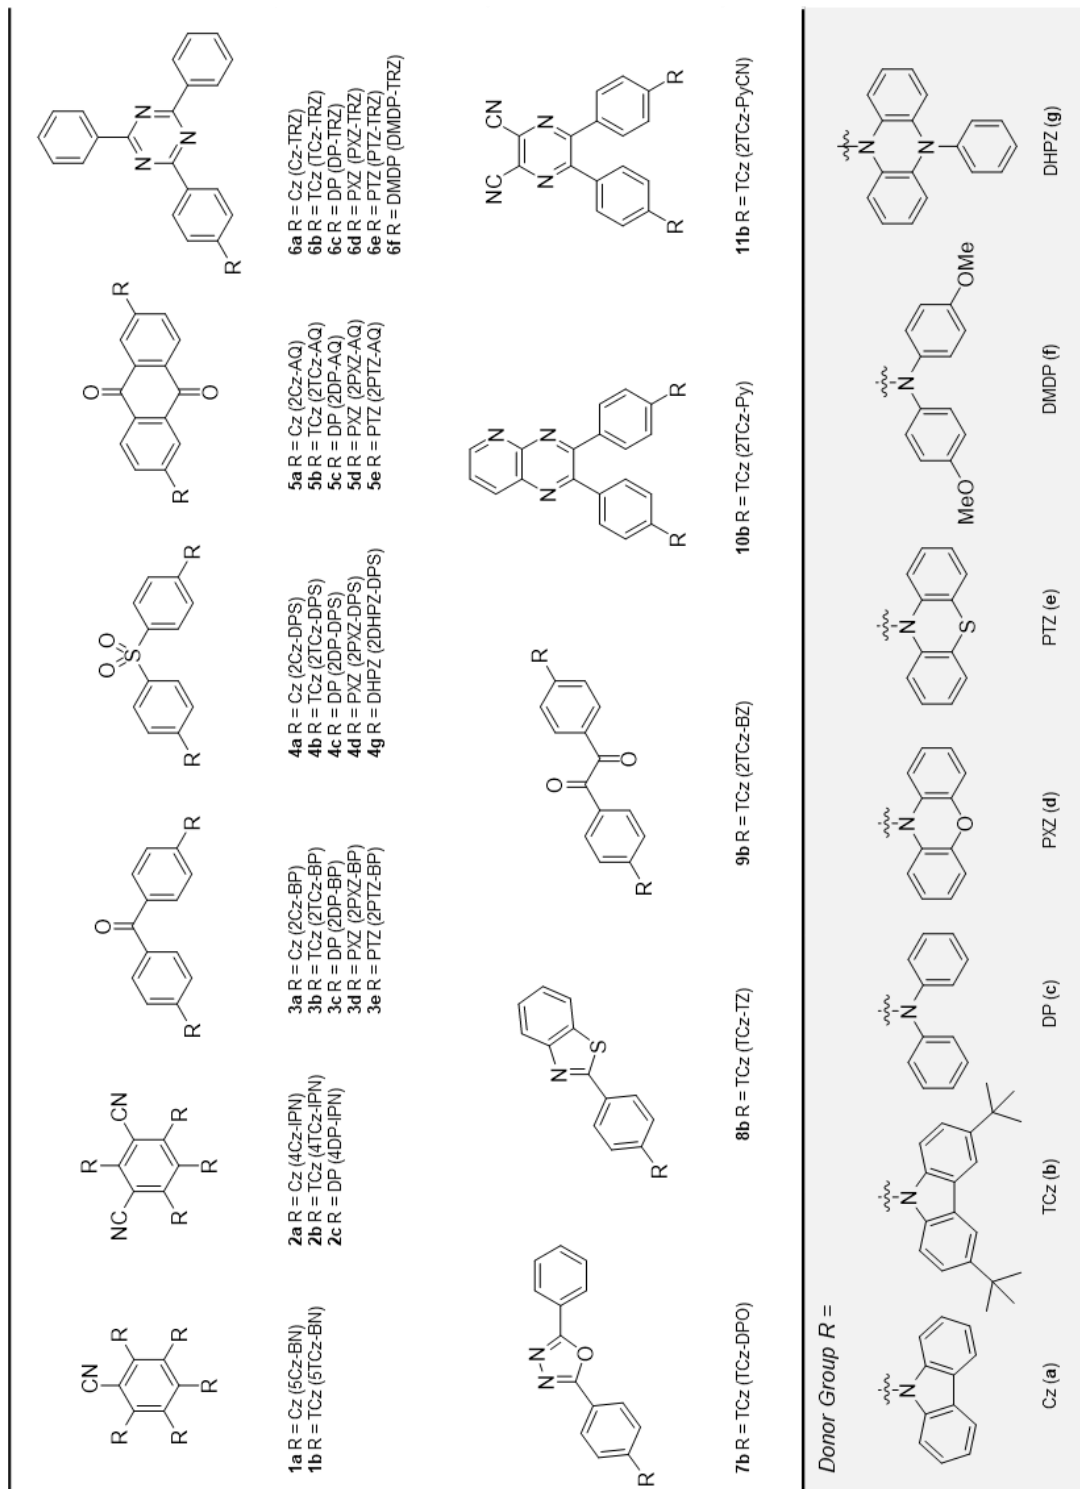 CN
R
R
R
R
R
1a R = Cz (5Cz-BN)
1b R = TCz (5TCz-BN)
R
NC
CN
R
R
R
2a R = Cz (4Cz-IPN)
2b R = TCz (4TCz-IPN)
2c R = DP (4DP-IPN)
O
R
R
3a R = Cz (2Cz-BP)
3b R = TCz (2TCz-BP)
3c R = DP (2DP-BP)
3d R = PXZ (2PXZ-BP)
3e R = PTZ (2PTZ-BP)
O
O
S
R
R
4a R = Cz (2Cz-DPS)
4b R = TCz (2TCz-DPS)
4c R = DP (2DP-DPS)
4d R = PXZ (2PXZ-DPS)
4g R = DHPZ (2DHPZ-DPS)
O
R
R
O
5a R = Cz (2Cz-AQ)
5b R = TCz (2TCz-AQ)
5c R = DP (2DP-AQ)
5d R = PXZ (2PXZ-AQ)
5e R = PTZ (2PTZ-AQ)
N
N
N
R
6a R = Cz (Cz-TRZ)
6b R = TCz (TCz-TRZ)
6c R = DP (DP-TRZ)
6d R = PXZ (PXZ-TRZ)
6e R = PTZ (PTZ-TRZ)
6f R = DMDP (DMDP-TRZ)
N-N
O
R
7b R = TCz (TCz-DPO)
N
S
R
8b R = TCz (TCz-TZ)
O
O
R
R
9b R = TCz (2TCz-BZ)
N
N
N
R
R
10b R = TCz (2TCz-Py)
NC
CN
N
N
R
R
11b R = TCz (2TCz-PyCN)
Donor Group R =
N
Cz (a)
N
TCz (b)
N
DP (c)
N
O
PXZ (d)
N
S
PTZ (e)
N
MeO
OMe
DMDP (f)
N
N
DHPZ (g)